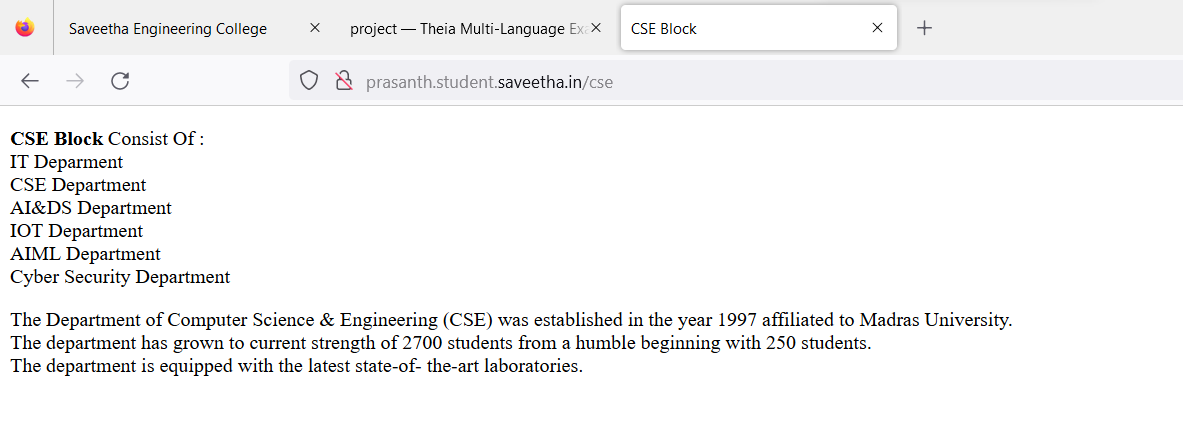 Saveetha Engineering College
project — Theia Multi-Language Exa
CSE Block
prasanth.student.saveetha.in/cse
CSE Block Consist Of :
IT Deparment
CSE Department
AI&DS Department
IOT Department
AIML Department
Cyber Security Department
The Department of Computer Science & Engineering (CSE) was established in the year 1997 affiliated to Madras University.
The department has grown to current strength of 2700 students from a humble beginning with 250 students.
The department is equipped with the latest state-of- the-art laboratories.